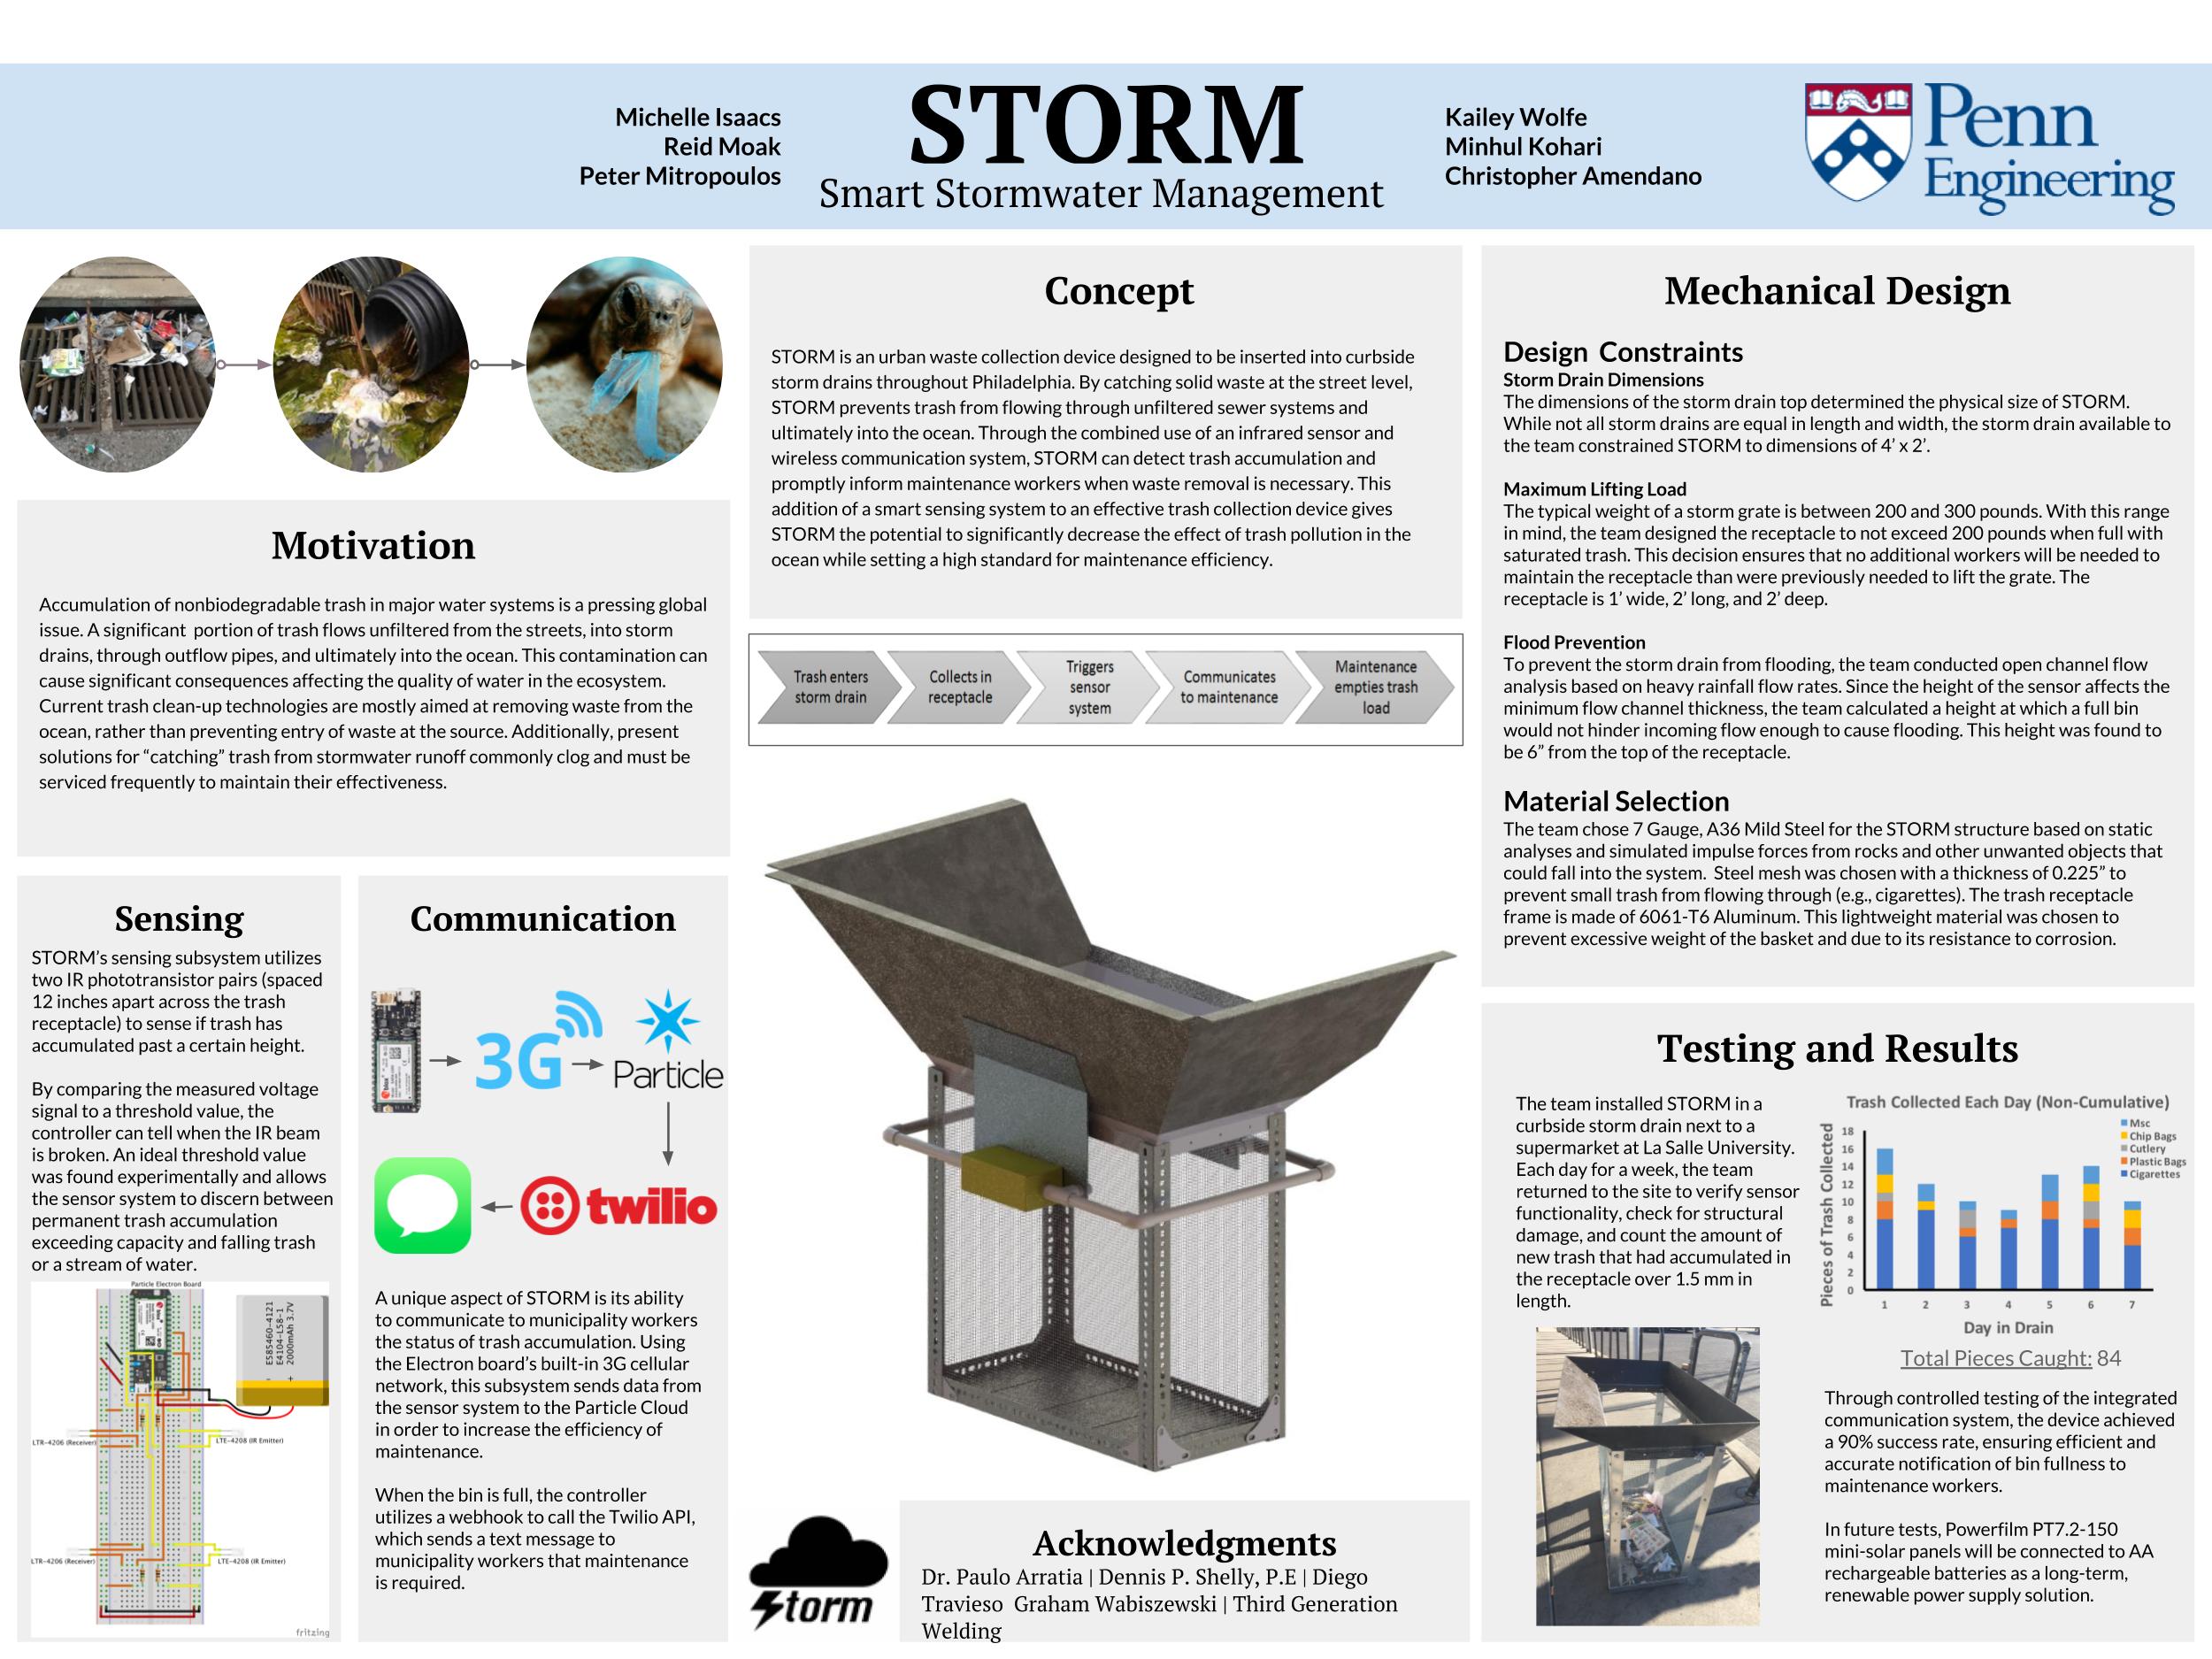 Michelle Isaacs
Reid Moak
Peter Mitropoulos
STORM
Smart Stormwater Management
Kailey Wolfe
Minhul Kohari
Christopher Amendano
Penn
Engineering
Motivation
Accumulation of nonbiodegradable trash in major water systems is a pressing global
issue. A significant portion of trash flows unfiltered from the streets, into storm
drains, through outflow pipes, and ultimately into the ocean. This contamination can
cause significant consequences affecting the quality of water in the ecosystem.
Current trash clean-up technologies are mostly aimed at removing waste from the
ocean, rather than preventing entry of waste at the source. Additionally, present
solutions for “catching” trash from stormwater runoff commonly clog and must be
serviced frequently to maintain their effectiveness.
Sensing
STORM’s sensing subsystem utilizes
two IR phototransistor pairs (spaced
12 inches apart across the trash
receptacle) to sense if trash has
accumulated past a certain height.
By comparing the measured voltage
signal to a threshold value, the
controller can tell when the IR beam
is broken. An ideal threshold value
was found experimentally and allows
the sensor system to discern between
permanent trash accumulation
exceeding capacity and falling trash
or a stream of water.
Particle Electron Board
E585460-4121
E4104-L58-1
2000mAh 3.7V
- +
LTR-4206 (Receiver)
LTE-4208 (IR Emitter)
LTR-4206 (Receiver)
LTE-4208 (IR Emitter)
fritzing
Communication
3G
Particle
twilio
A unique aspect of STORM is its ability
to communicate to municipality workers
the status of trash accumulation. Using
the Electron board’s built-in 3G cellular
network, this subsystem sends data from
the sensor system to the Particle Cloud
in order to increase the efficiency of
maintenance.
When the bin is full, the controller
utilizes a webhook to call the Twilio API,
which sends a text message to
municipality workers that maintenance
is required.
Concept
STORM is an urban waste collection device designed to be inserted into curbside
storm drains throughout Philadelphia. By catching solid waste at the street level,
STORM prevents trash from flowing through unfiltered sewer systems and
ultimately into the ocean. Through the combined use of an infrared sensor and
wireless communication system, STORM can detect trash accumulation and
promptly inform maintenance workers when waste removal is necessary. This
addition of a smart sensing system to an effective trash collection device gives
STORM the potential to significantly decrease the effect of trash pollution in the
ocean while setting a high standard for maintenance efficiency.
Trash enters
storm drain
Collects in
receptacle
Triggers
sensor
system
Communicates
to maintenance
Maintenance
empties trash
load
Storm
Acknowledgments
Dr. Paulo Arratia | Dennis P. Shelly, P.E | Diego
Travieso Graham Wabiszewski | Third Generation
Welding
Mechanical Design
Design Constraints
Storm Drain Dimensions
The dimensions of the storm drain top determined the physical size of STORM.
While not all storm drains are equal in length and width, the storm drain available to
the team constrained STORM to dimensions of 4’ x 2’.
Maximum Lifting Load
The typical weight of a storm grate is between 200 and 300 pounds. With this range
in mind, the team designed the receptacle to not exceed 200 pounds when full with
saturated trash. This decision ensures that no additional workers will be needed to
maintain the receptacle than were previously needed to lift the grate. The
receptacle is 1’ wide, 2’ long, and 2’ deep.
Flood Prevention
To prevent the storm drain from flooding, the team conducted open channel flow
analysis based on heavy rainfall flow rates. Since the height of the sensor affects the
minimum flow channel thickness, the team calculated a height at which a full bin
would not hinder incoming flow enough to cause flooding. This height was found to
be 6” from the top of the receptacle.
Material Selection
The team chose 7 Gauge, A36 Mild Steel for the STORM structure based on static
analyses and simulated impulse forces from rocks and other unwanted objects that
could fall into the system. Steel mesh was chosen with a thickness of 0.225” to
prevent small trash from flowing through (e.g., cigarettes). The trash receptacle
frame is made of 6061-T6 Aluminum. This lightweight material was chosen to
prevent excessive weight of the basket and due to its resistance to corrosion.
Testing and Results
The team installed STORM in a
curbside storm drain next to a
supermarket at La Salle University.
Each day for a week, the team
returned to the site to verify sensor
functionality, check for structural
damage, and count the amount of
new trash that had accumulated in
the receptacle over 1.5 mm in
length.
Trash Collected Each Day (Non-Cumulative)
Pieces of Trash Collected
18
16
14
12
10
8
6
4
2
0
Msc
Chip Bags
Cutlery
Plastic Bags
Cigarettes
1 2 3 4 5 6 7
Day in Drain
Total Pieces Caught: 84
Through controlled testing of the integrated
communication system, the device achieved
a 90% success rate, ensuring efficient and
accurate notification of bin fullness to
maintenance workers.
In future tests, Powerfilm PT7.2-150
mini-solar panels will be connected to AA
rechargeable batteries as a long-term,
renewable power supply solution.